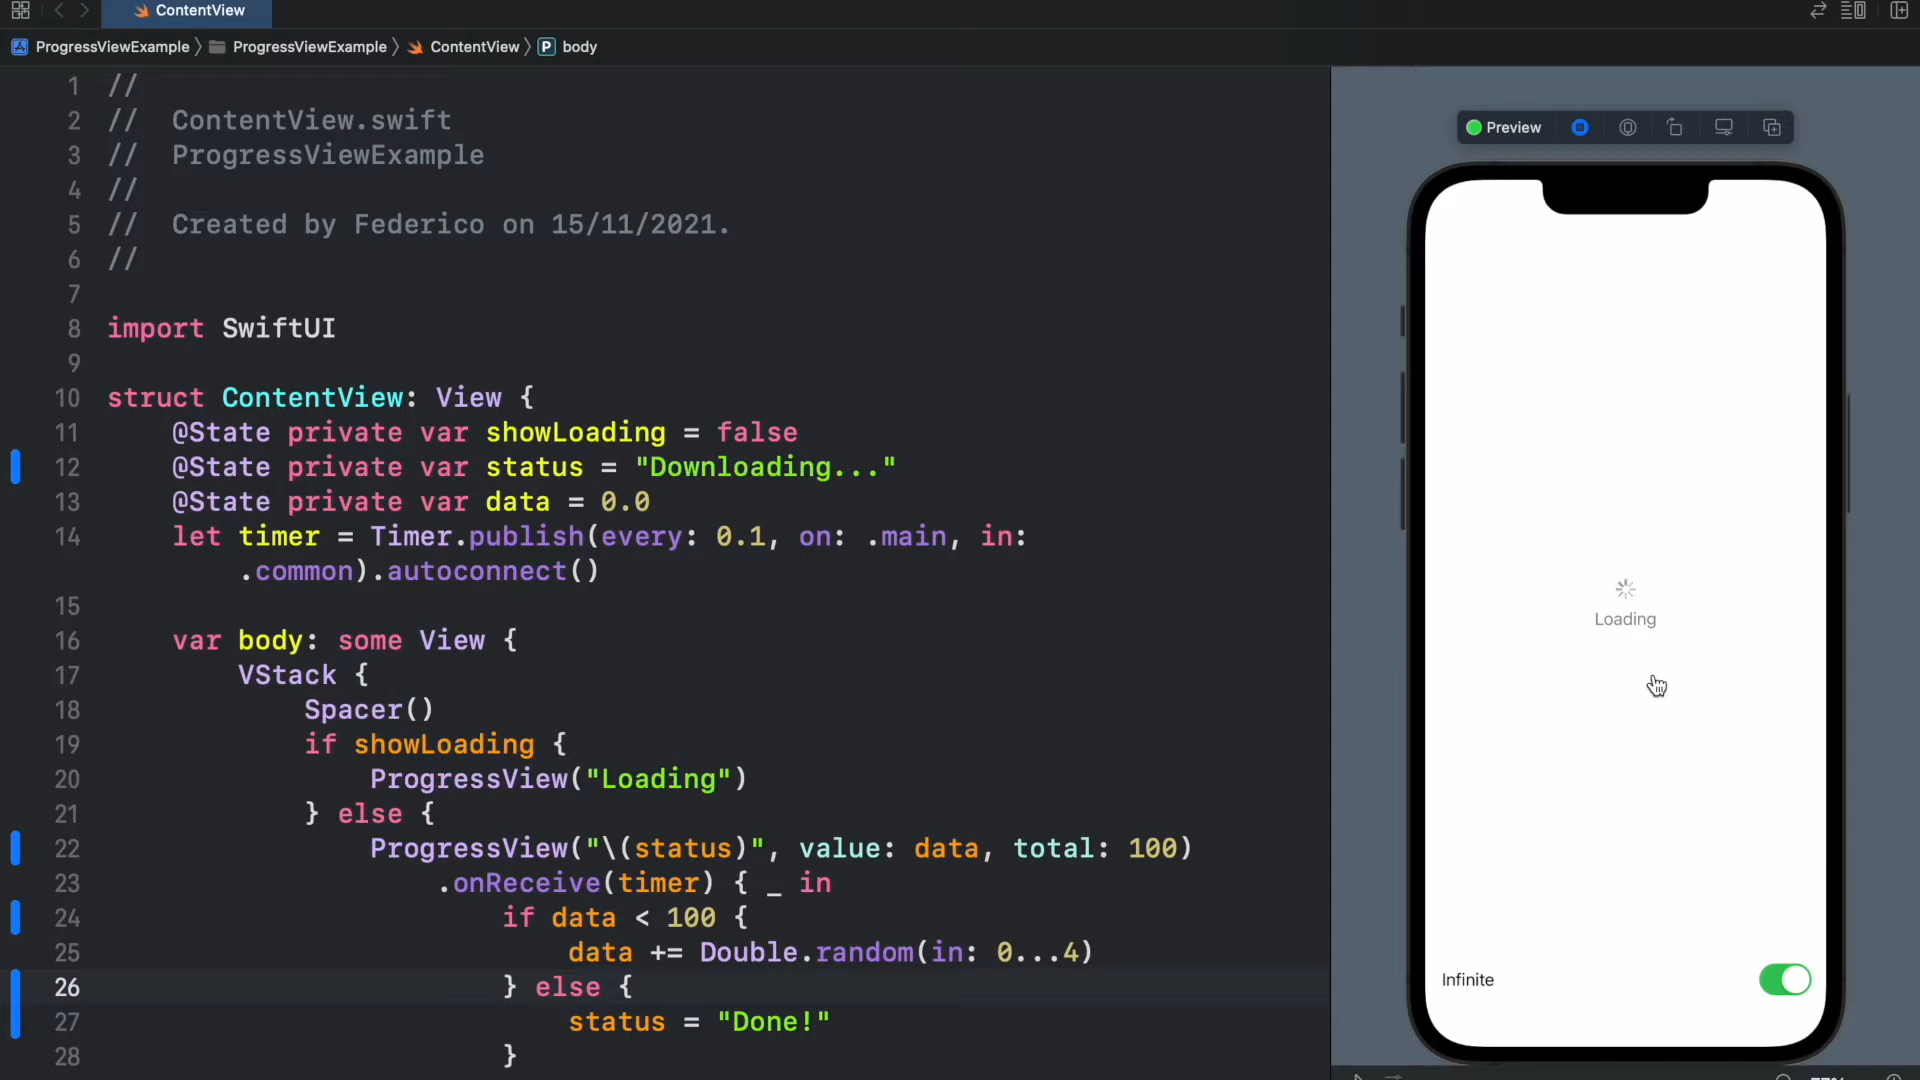 ContentView
ProgressViewExample 〉 ProgressViewExample 〉 ContentView 〉 P body
1 //
2 //  ContentView.swift
3 //  ProgressViewExample
4 //
5 //  Created by Federico on 15/11/2021.
6 //
7
8 import SwiftUI
9
10 struct ContentView: View {
11     @State private var showLoading = false
12     @State private var status = "Downloading..."
13     @State private var data = 0.0
14     let timer = Timer.publish(every: 0.1, on: .main, in:
        .common).autoconnect()
15
16     var body: some View {
17         VStack {
18             Spacer()
19             if showLoading {
20                 ProgressView("Loading")
21             } else {
22                 ProgressView("\(status)", value: data, total: 100)
23                     .onReceive(timer) { _ in
24                         if data < 100 {
25                             data += Double.random(in: 0...4)
26                         } else {
27                             status = "Done!"
28                         }
Preview
Loading
Infinite